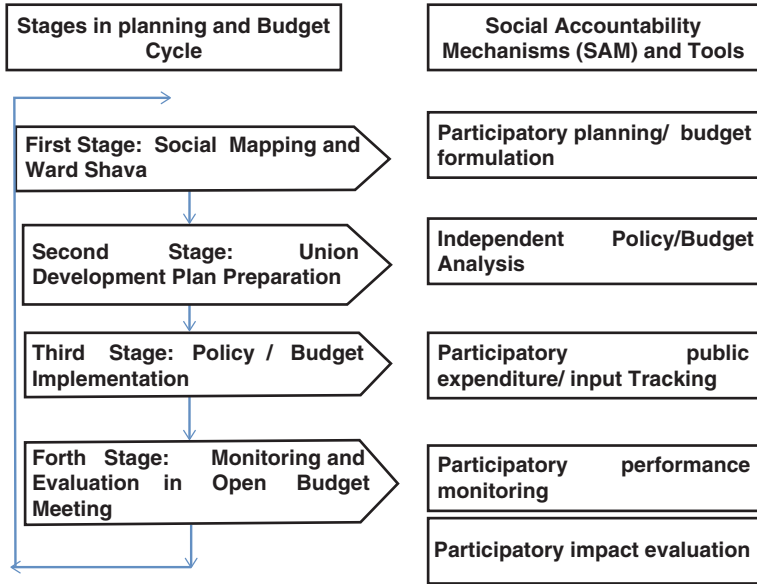 Stages in planning and Budget
Cycle
Social Accountability
Mechanisms (SAM) and Tools
First Stage: Social Mapping and
Ward Shava
Participatory planning/ budget
formulation
Second Stage: Union
Development Plan Preparation
Independent Policy/Budget
Analysis
Third Stage: Policy / Budget
Implementation
Participatory public
expenditure/ input Tracking
Forth Stage: Monitoring and
Evaluation in Open Budget
Meeting
Participatory performance
monitoring
Participatory impact evaluation